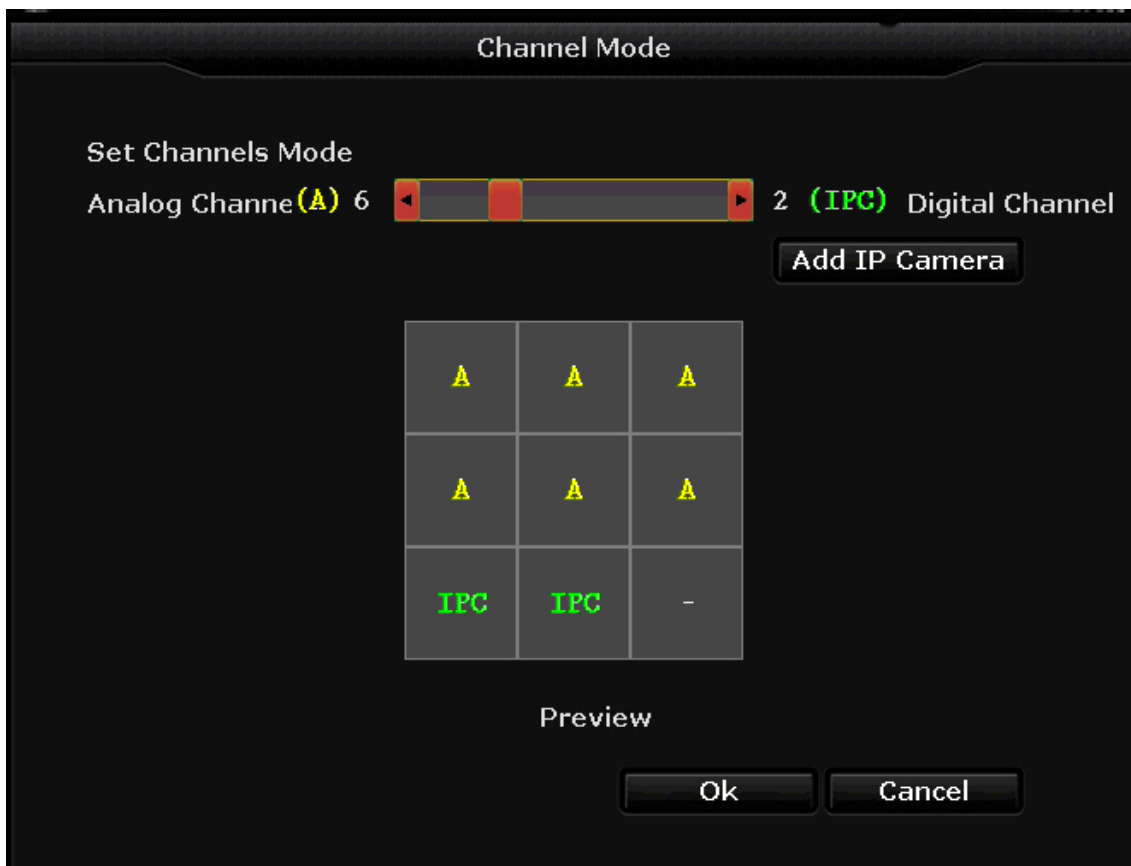 Channel Mode
Set Channels Mode
Analog Channe(A) 6 2 (IPC) Digital Channel
Add IP Camera
A A A
A A A
IPC IPC -
Preview
Ok Cancel